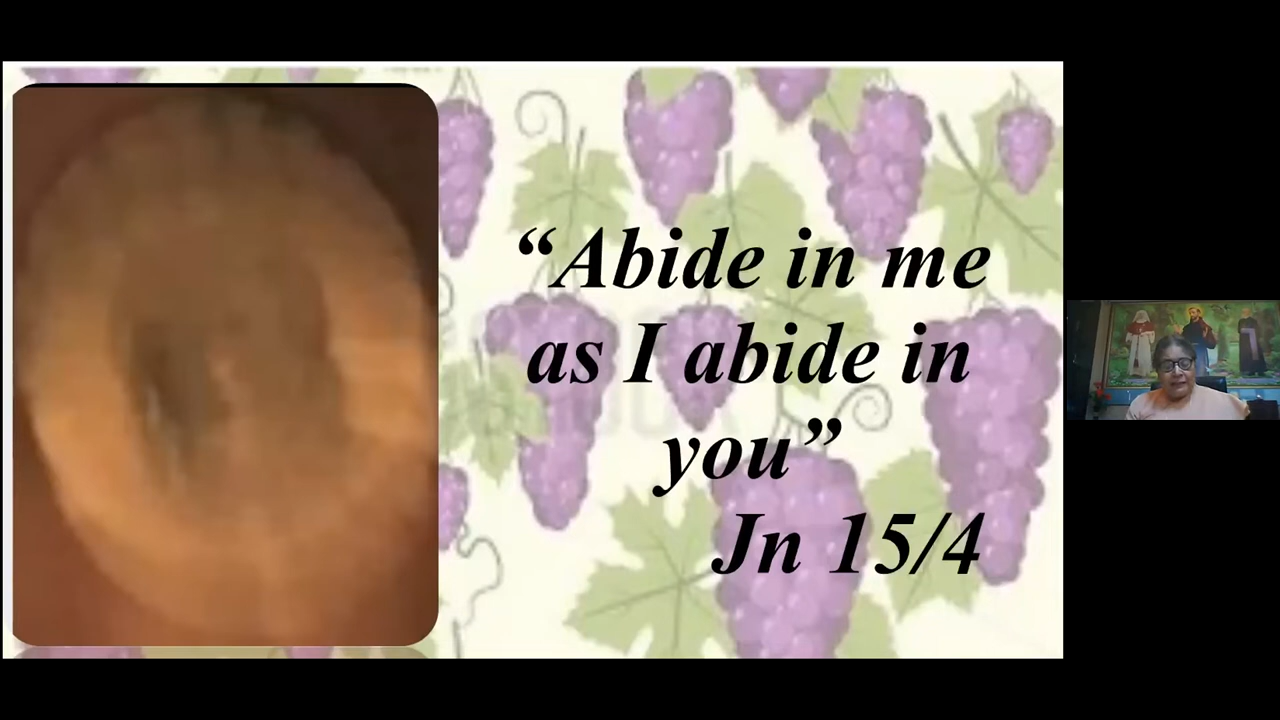 “Abide in me
as I abide in
you”
Jn 15/4